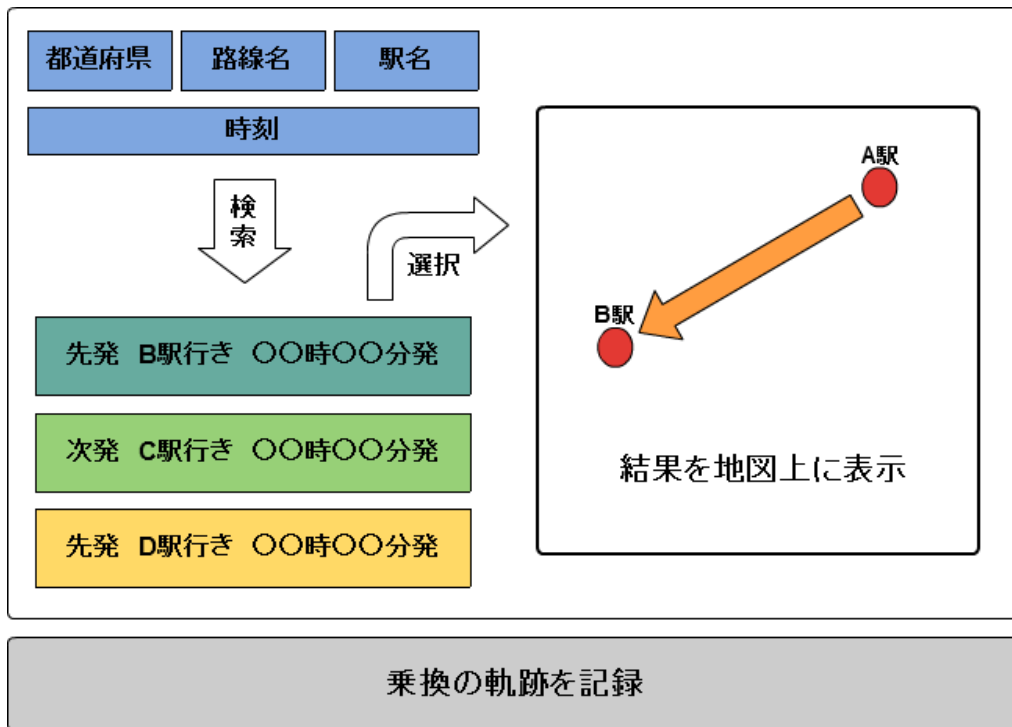 都道府県
路線名
駅名
時刻
検
索
選択
先発 B駅行き 〇〇時〇〇分発
次発 C駅行き 〇〇時〇〇分発
先発 D駅行き 〇〇時〇〇分発
A駅
B駅
結果を地図上に表示
乗換の軌跡を記録